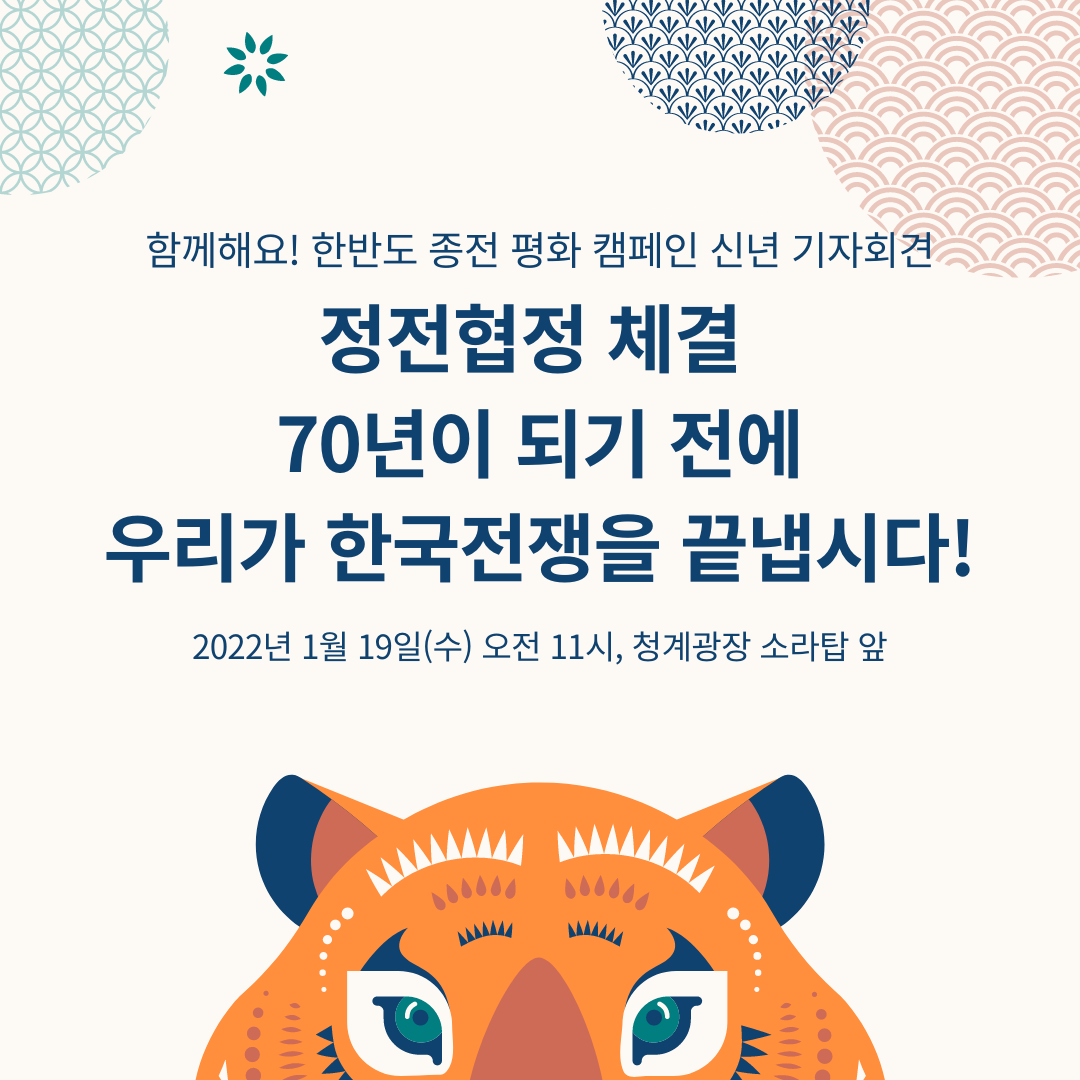 함께해요! 한반도 종전 평화 캠페인 신년 기자회견
정전협정 체결
70년이 되기 전에
우리가 한국전쟁을 끝냅시다!
2022년 1월 19일(수) 오전 11시, 청계광장 소라탑 앞